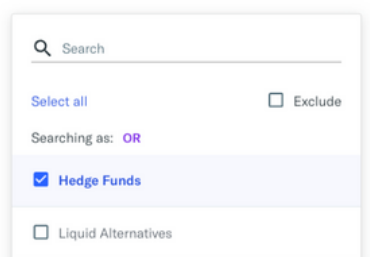 Search
Select all Exclude
Searching as: OR
Hedge Funds
Liquid Alternatives